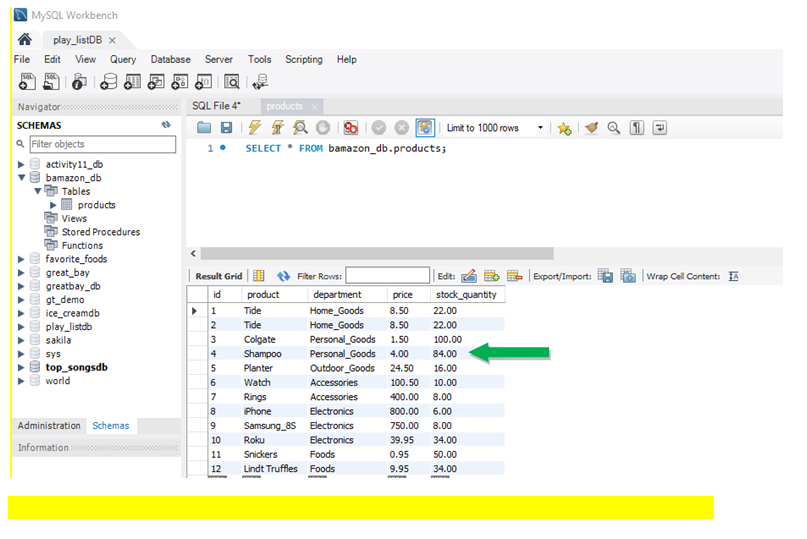 MySQL Workbench
play_listDB
File Edit View Query Database Server Tools Scripting Help
Navigator
SCHEMAS
Filter objects
activity11_db
bamazon_db
Tables
products
Views
Stored Procedures
Functions
favorite_foods
great_bay
greatbay_db
gt_demo
ice_creamdb
play_listdb
sakila
sys
top_songsdb
world
Administration Schemas
Information
SQL File 4* products
Limit to 1000 rows
1 SELECT * FROM bamazon_db.products;
Result Grid Filter Rows: Edit: Export/Import: Wrap Cell Content:
id product department price stock_quantity
1 Tide Home_Goods 8.50 22.00
2 Tide Home_Goods 8.50 22.00
3 Colgate Personal_Goods 1.50 100.00
4 Shampoo Personal_Goods 4.00 84.00
5 Planter Outdoor_Goods 24.50 16.00
6 Watch Accessories 100.50 10.00
7 Rings Accessories 400.00 8.00
8 iPhone Electronics 800.00 6.00
9 Samsung_8S Electronics 750.00 8.00
10 Roku Electronics 39.95 34.00
11 Snickers Foods 0.95 50.00
12 Lindt Truffles Foods 9.95 34.00